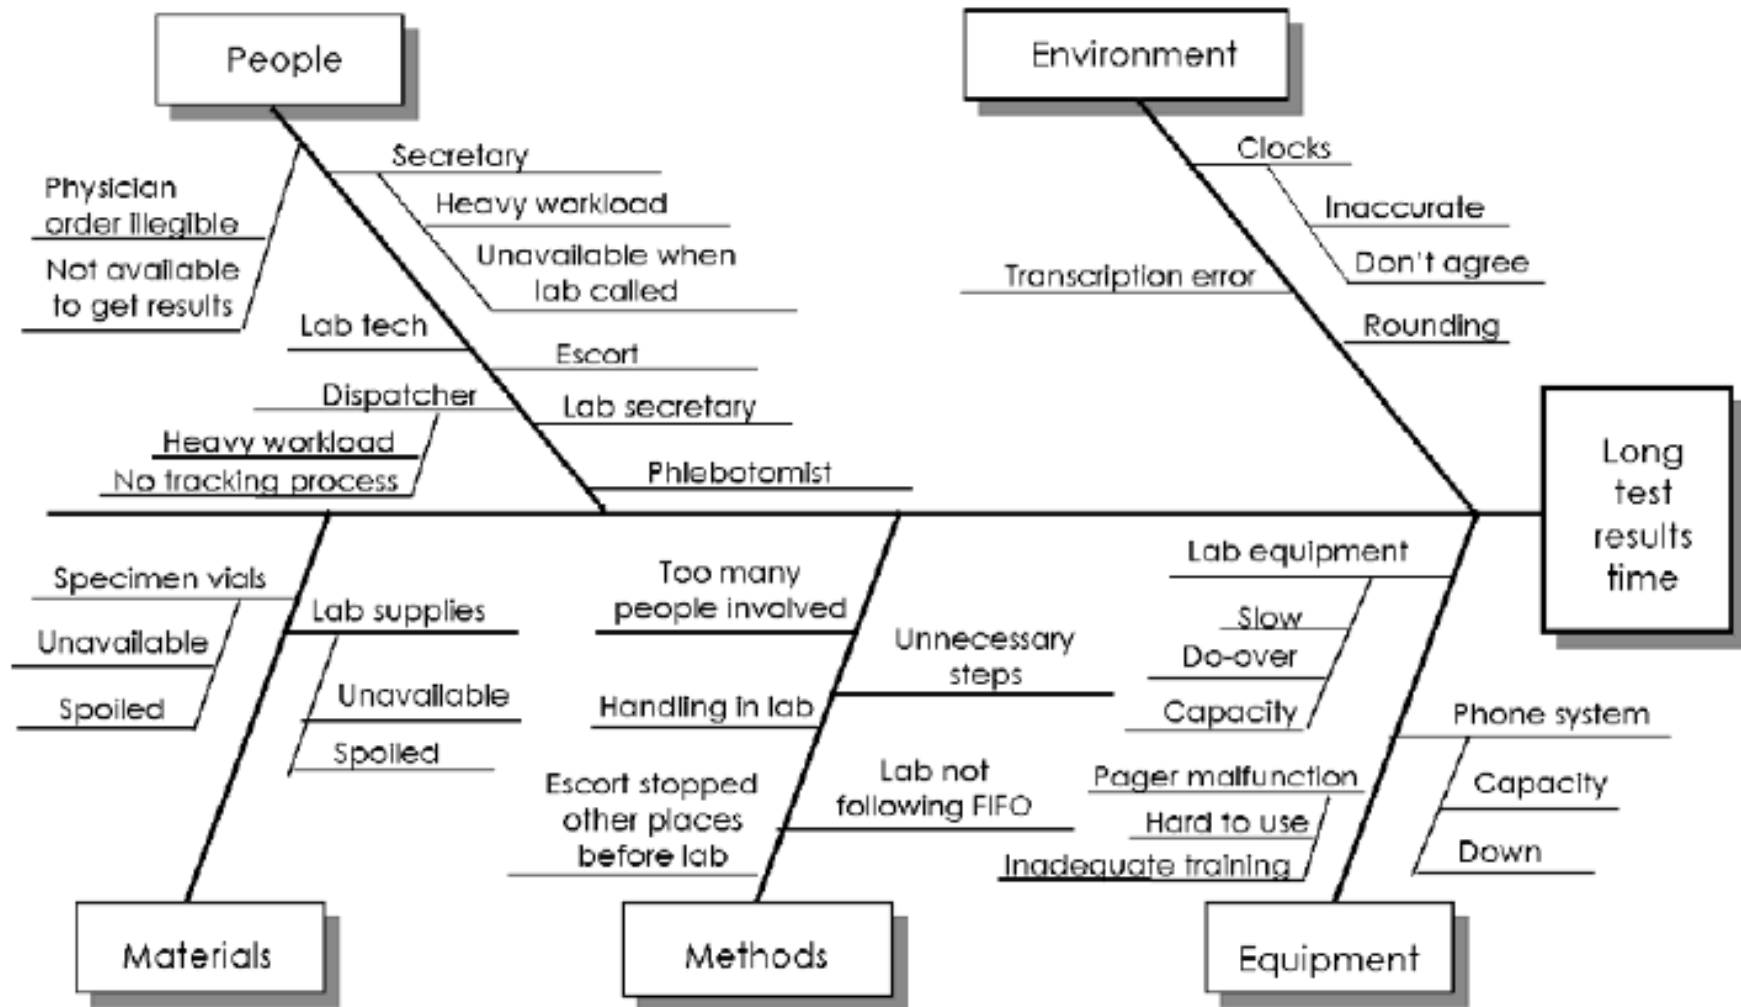 People
Environment
Secretary
Clocks
Physician
order illegible
Heavy workload
Inaccurate
Not available
to get results
Unavailable when
lab called
Transcription error
Don't agree
Lab tech
Escort
Rounding
Dispatcher
Lab secretary
Heavy workload
No tracking process
Phlebotomist
Long
test
results
time
Specimen vials
Lab supplies
Unavailable
Spoiled
Unavailable
Spoiled
Too many
people involved
Unnecessary
steps
Handling in lab
Escort stopped
other places
before lab
Lab not
following FIFO
Lab equipment
Slow
Do-over
Capacity
Phone system
Pager malfunction
Hard to use
Inadequate training
Capacity
Down
Materials
Methods
Equipment